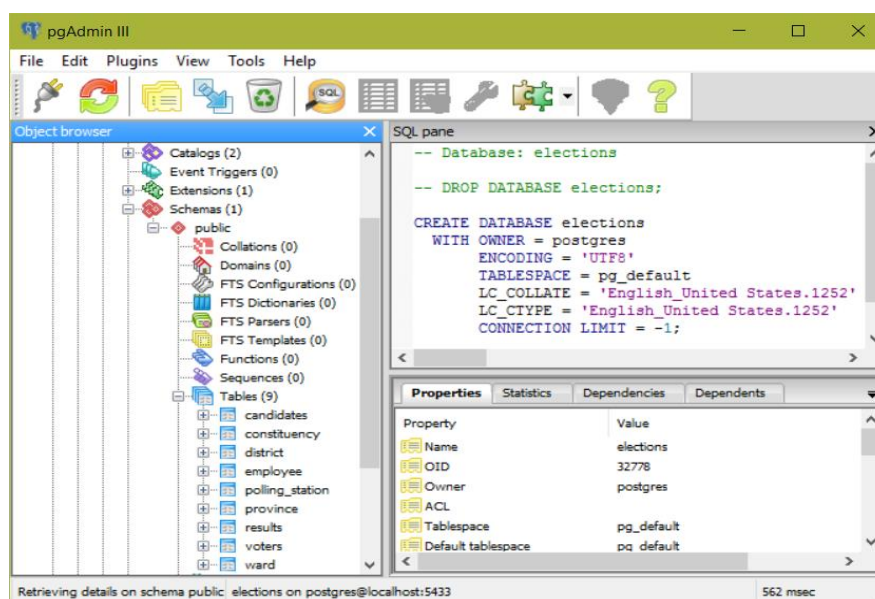 pgAdmin III
File Edit Plugins View Tools Help
SQL
Object browser
Catalogs (2)
Event Triggers (0)
Extensions (1)
Schemas (1)
public
Collations (0)
Domains (0)
FTS Configurations (0)
FTS Dictionaries (0)
FTS Parsers (0)
FTS Templates (0)
Functions (0)
Sequences (0)
Tables (9)
candidates
constituency
district
employee
polling_station
province
results
voters
ward
SQL pane
-- Database: elections
-- DROP DATABASE elections;
CREATE DATABASE elections
WITH OWNER = postgres
ENCODING = 'UTF8'
TABLESPACE = pg_default
LC_COLLATE = 'English_United States.1252'
LC_CTYPE = 'English_United States.1252'
CONNECTION LIMIT = -1;
Properties Statistics Dependencies Dependents
Property Value
Name elections
OID 32778
Owner postgres
ACL
Tablespace pg_default
Default tablespace pg_default
Retrieving details on schema public elections on postgres@localhost:5433 562 msec